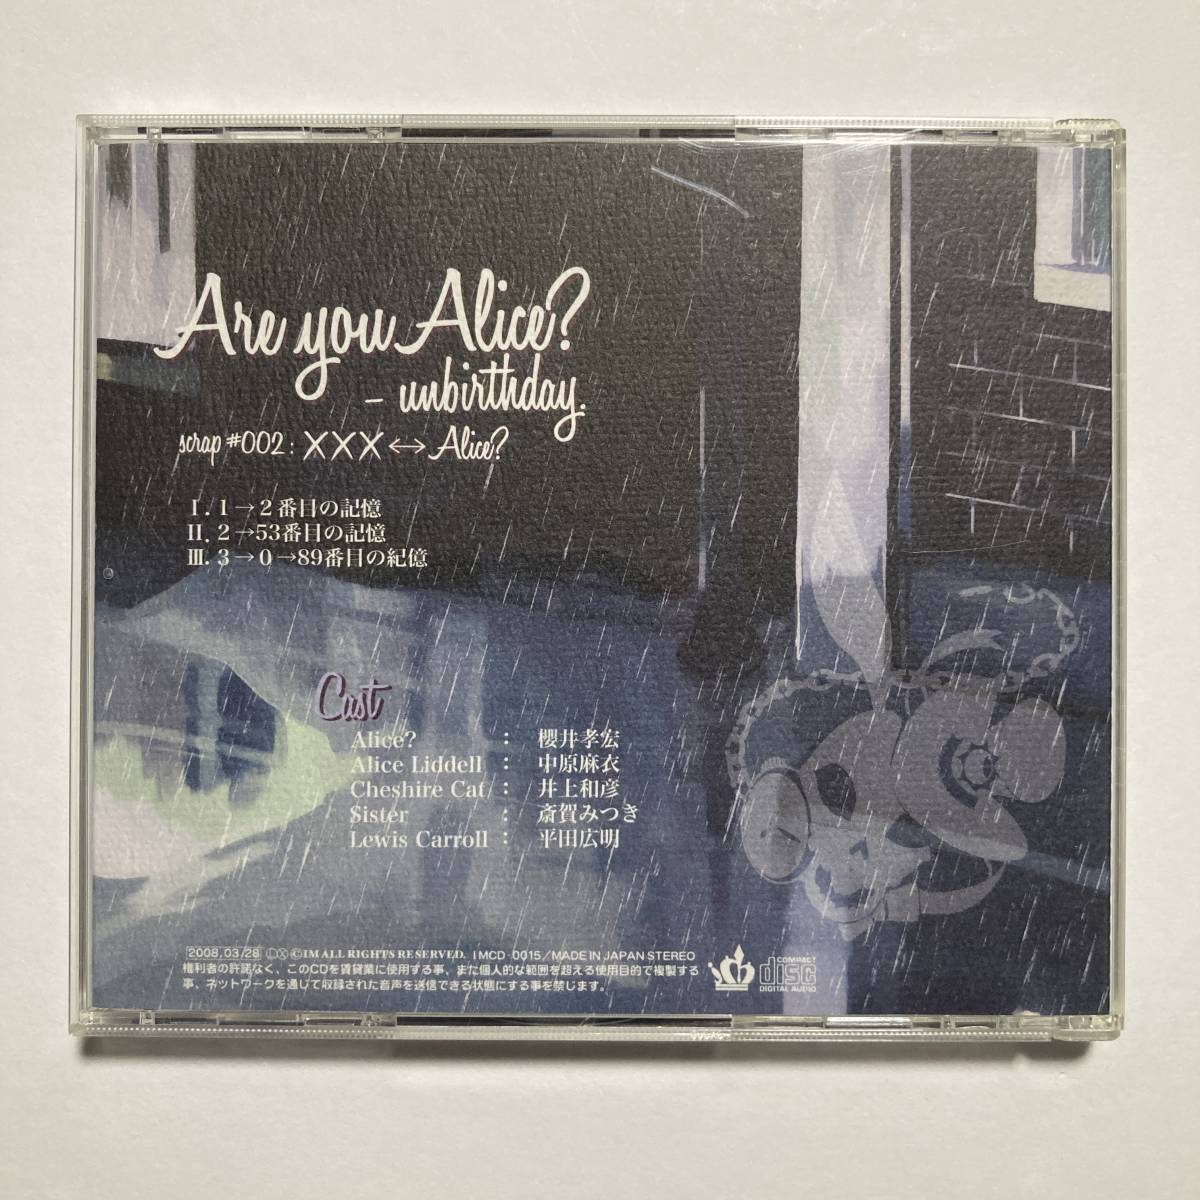 Are you Alice?
- unbirthday.
scrap #002: XXX↔Alice?
Ⅰ. 1→2番目の記憶
Ⅱ. 2→53番目の記憶
Ⅲ. 3→0→89番目の紀億
Cast
Alice? : 櫻井孝宏
Alice Liddell : 中原麻衣
Cheshire Cat : 井上和彦
Sister : 斎賀みつき
Lewis Carroll : 平田広明
2008.03/28 ©IM ALL RIGHTS RESERVED. IMCD-0015/MADE IN JAPAN STEREO
権利者の許諾なく、このCDを賃貸業に使用する事、また個人的な範囲を超える使用目的で複製する
事、ネットワークを通して収録された音声を送信できる状態にする事を禁じます。
COMPACT
disc
DIGITAL AUDIO